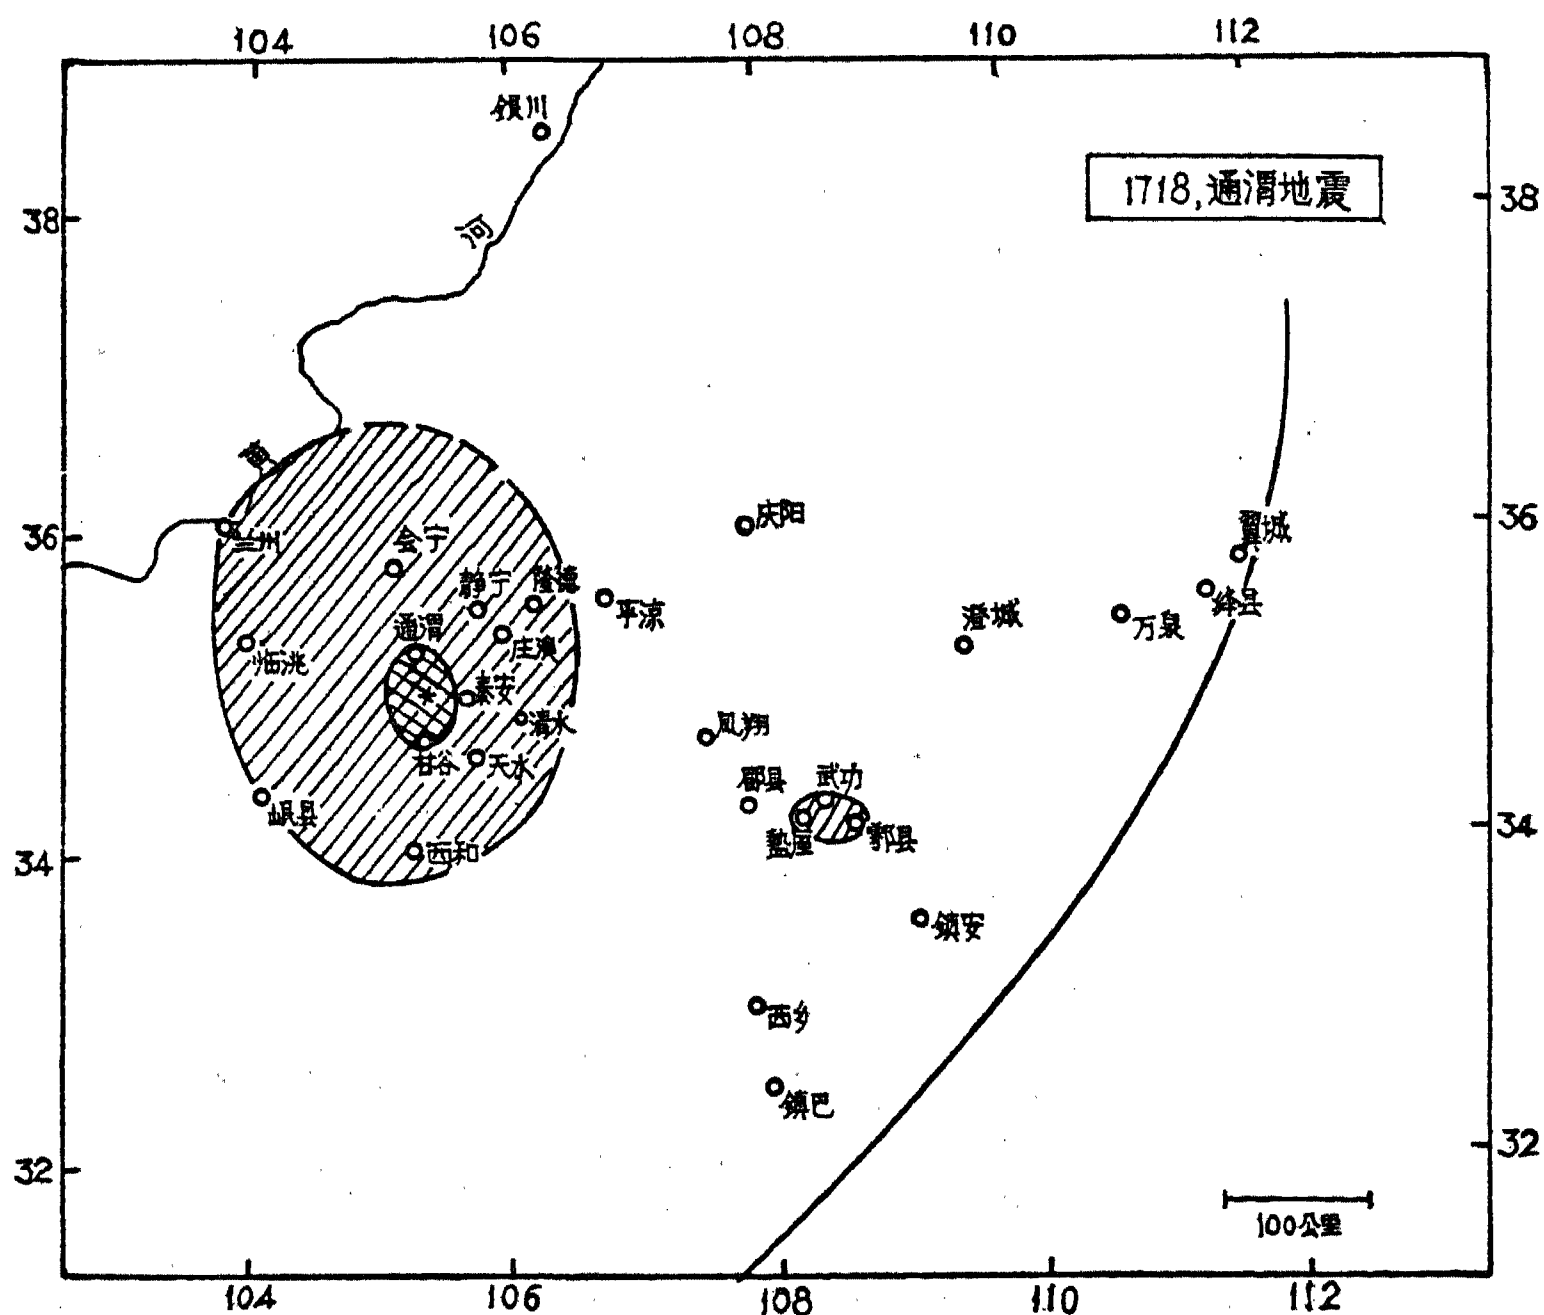 104 106 108 110 112
银川
1718,通渭地震
38 38
河
黄
庆阳
36 36
兰州
会宁
翼城
静宁 隆德
平凉
澄城
万泉
绛县
通渭
庄浪
临洮
秦安
清水
凤翔
甘谷
天水
郿县
武功
岷县
盩厔
鄠县
34 34
西和
鎮安
西乡
鎮巴
32 32
100公里
104 106 108 110 112